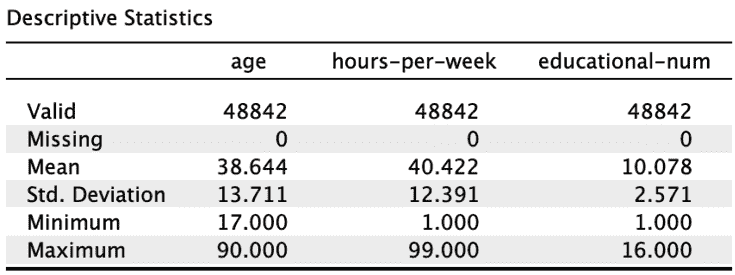 Descriptive Statistics
age hours-per-week educational-num
Valid 48842 48842 48842
Missing 0 0 0
Mean 38.644 40.422 10.078
Std. Deviation 13.711 12.391 2.571
Minimum 17.000 1.000 1.000
Maximum 90.000 99.000 16.000